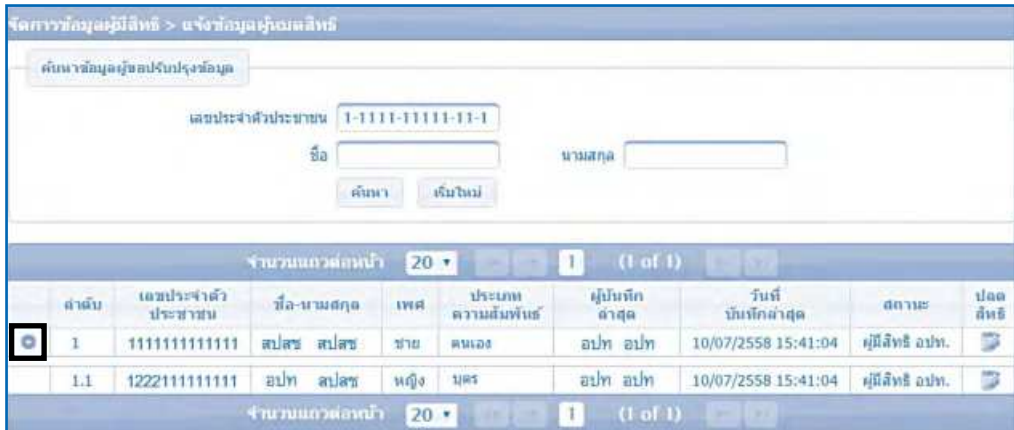 จัดการข้อมูลผู้มีสิทธิ > แจ้งข้อมูลผู้หมดสิทธิ
ค้นหาข้อมูลผู้ขอปรับปรุงข้อมูล
เลขประจำตัวประชาชน 1-1111-11111-11-1
ชื่อ นามสกุล
ค้นหา เริ่มใหม่
จำนวนแถวต่อหน้า 20 1 (1 of 1)
ลำดับ เลขประจำตัวประชาชน ชื่อ-นามสกุล เพศ ประเภทความสัมพันธ์ ผู้บันทึกล่าสุด วันที่บันทึกล่าสุด สถานะ ปลดสิทธิ
1 1111111111111 สปสช สปสช ชาย ตนเอง อปท อปท 10/07/2558 15:41:04 ผู้มีสิทธิ อปท.
1.1 1222111111111 อปท สปสช หญิง บุตร อปท อปท 10/07/2558 15:41:04 ผู้มีสิทธิ อปท.
จำนวนแถวต่อหน้า 20 1 (1 of 1)